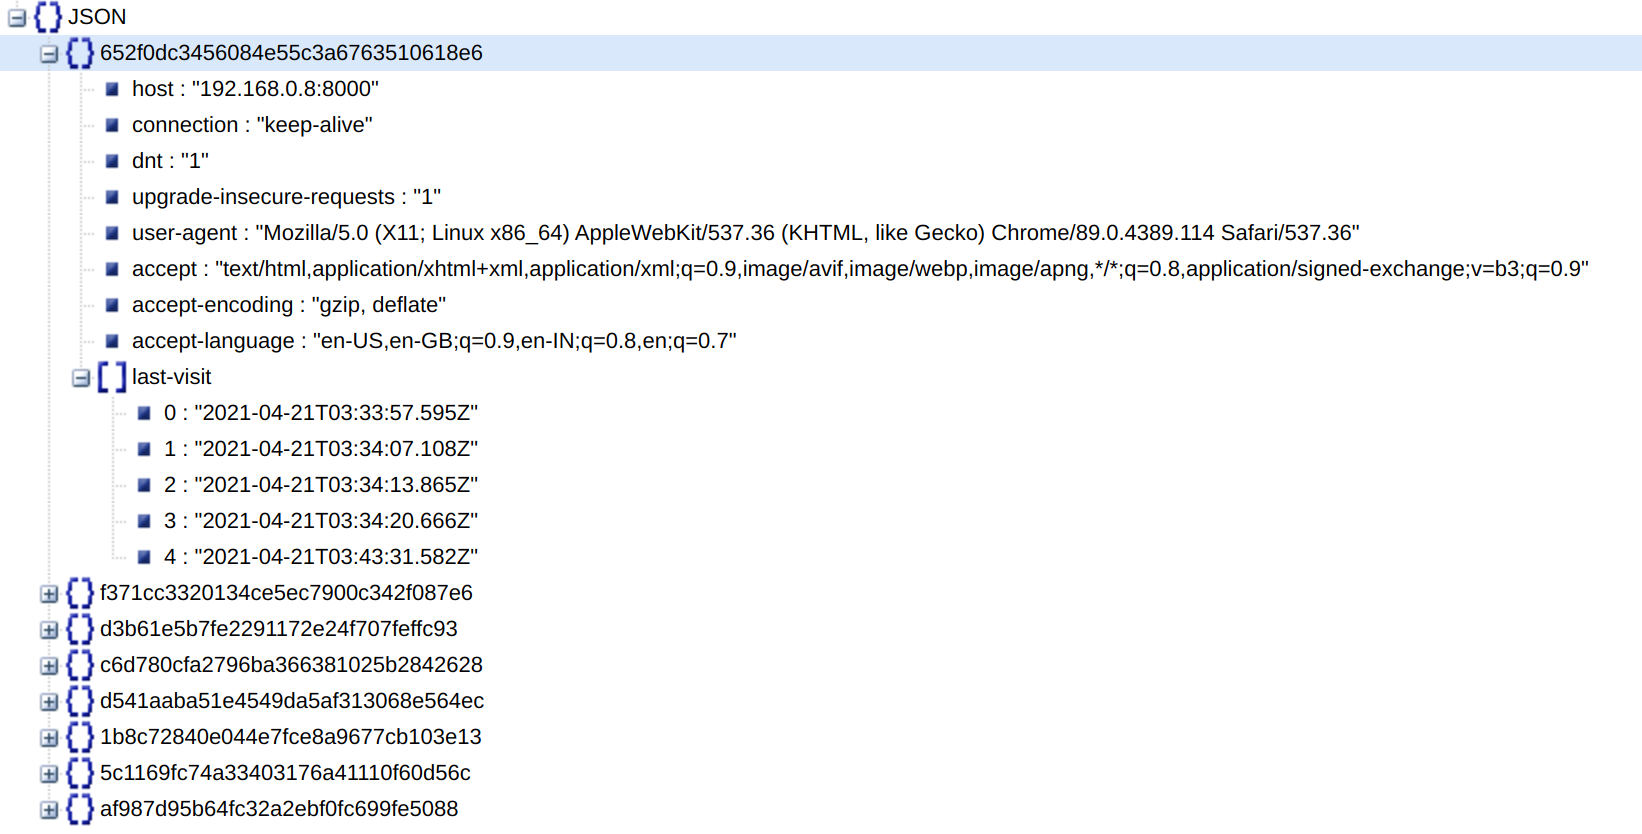 JSON
652f0dc3456084e55c3a6763510618e6
host : "192.168.0.8:8000"
connection : "keep-alive"
dnt : "1"
upgrade-insecure-requests : "1"
user-agent : "Mozilla/5.0 (X11; Linux x86_64) AppleWebKit/537.36 (KHTML, like Gecko) Chrome/89.0.4389.114 Safari/537.36"
accept : "text/html,application/xhtml+xml,application/xml;q=0.9,image/avif,image/webp,image/apng,*/*;q=0.8,application/signed-exchange;v=b3;q=0.9"
accept-encoding : "gzip, deflate"
accept-language : "en-US,en-GB;q=0.9,en-IN;q=0.8,en;q=0.7"
last-visit
0 : "2021-04-21T03:33:57.595Z"
1 : "2021-04-21T03:34:07.108Z"
2 : "2021-04-21T03:34:13.865Z"
3 : "2021-04-21T03:34:20.666Z"
4 : "2021-04-21T03:43:31.582Z"
f371cc3320134ce5ec7900c342f087e6
d3b61e5b7fe2291172e24f707feffc93
c6d780cfa2796ba366381025b2842628
d541aaba51e4549da5af313068e564ec
1b8c72840e044e7fce8a9677cb103e13
5c1169fc74a33403176a41110f60d56c
af987d95b64fc32a2ebf0fc699fe5088